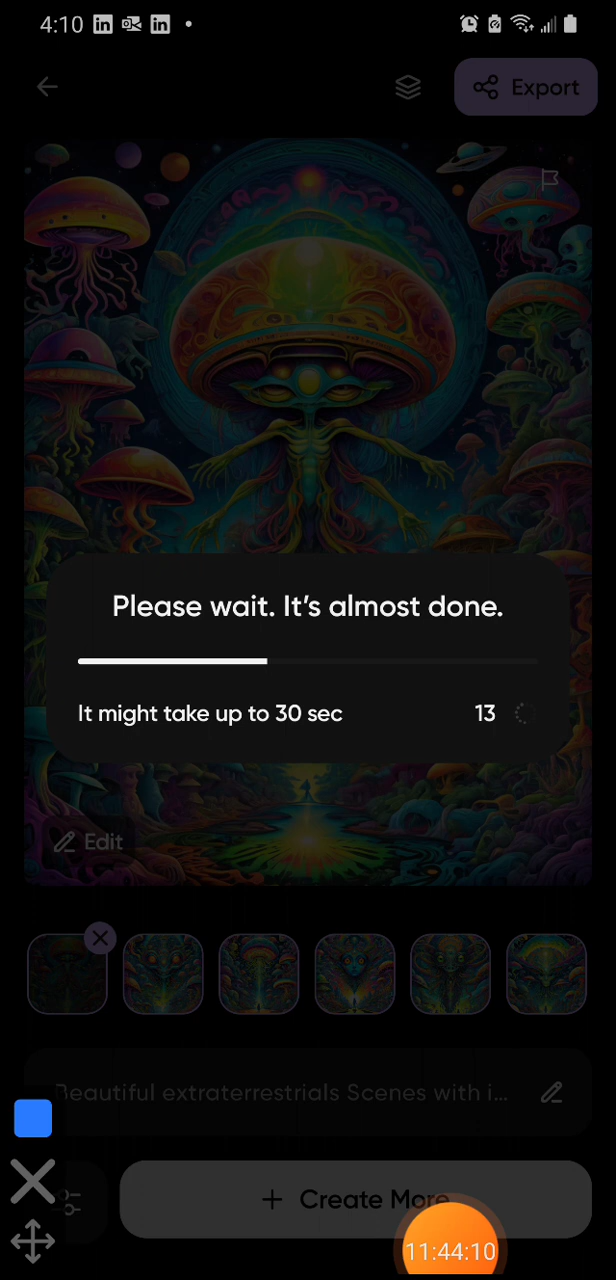 4:10
Export
Please wait. It's almost done.
It might take up to 30 sec 13
Edit
Beautiful extraterrestrials Scenes with i...
+ Create More
11:44:10